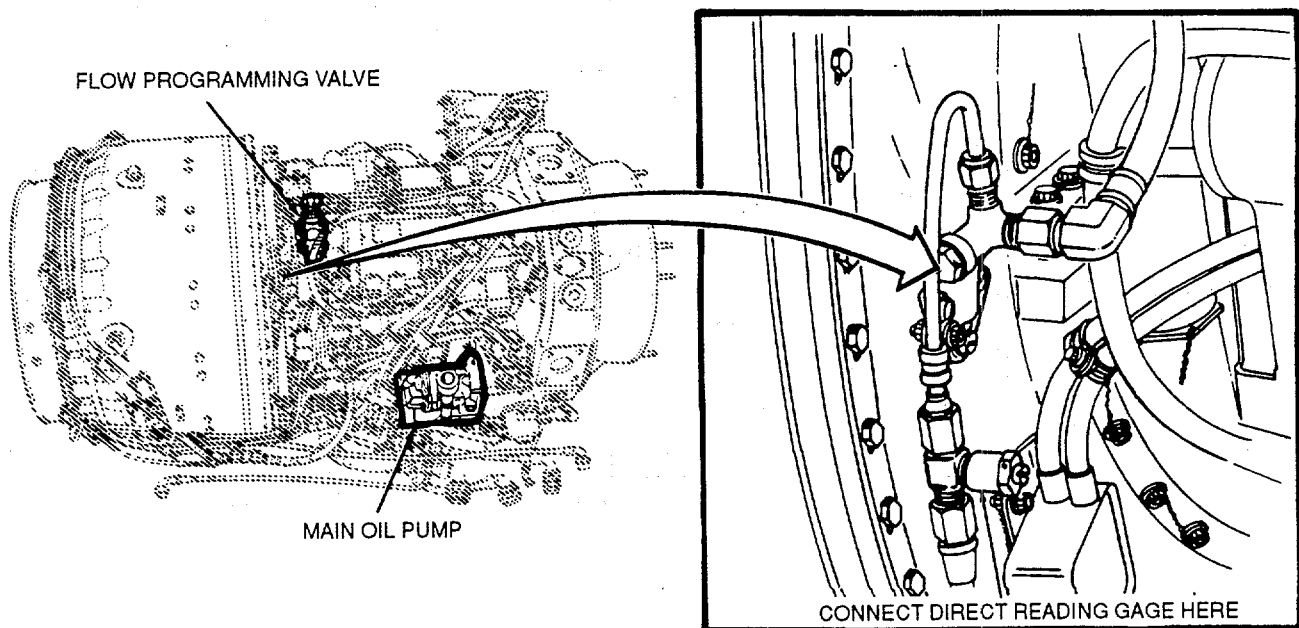 FLOW PROGRAMMING VALVE
MAIN OIL PUMP
CONNECT DIRECT READING GAGE HERE